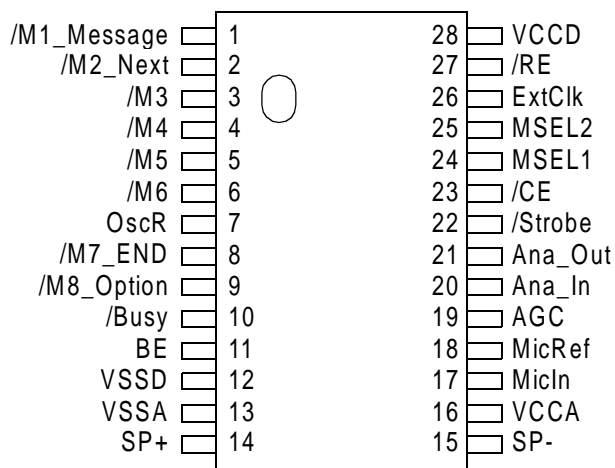 /M1_Message 1 28 VCCD
/M2_Next 2 27 /RE
/M3 3 26 ExtClk
/M4 4 25 MSEL2
/M5 5 24 MSEL1
/M6 6 23 /CE
OscR 7 22 /Strobe
/M7_END 8 21 Ana_Out
/M8_Option 9 20 Ana_In
/Busy 10 19 AGC
BE 11 18 MicRef
VSSD 12 17 MicIn
VSSA 13 16 VCCA
SP+ 14 15 SP-